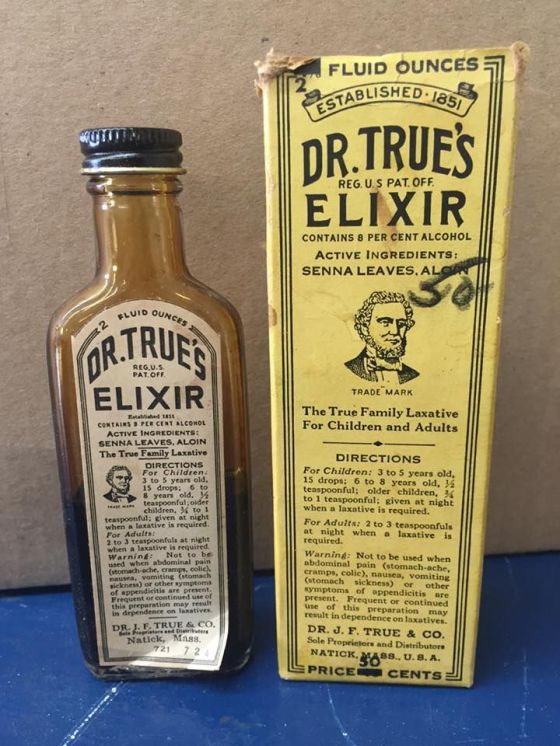 2 FLUID OUNCES
DR. TRUE'S
REG. U.S.
PAT. OFF.
ELIXIR
Established 1851
CONTAINS 8 PER CENT ALCOHOL
ACTIVE INGREDIENTS:
SENNA LEAVES, ALOIN
The True Family Laxative
DIRECTIONS
For Children:
3 to 5 years old,
15 drops; 6 to
8 years old, ½
teaspoonful; older
children, ¾ to 1
teaspoonful; given at night
when a laxative is required.
For Adults:
2 to 3 teaspoonfuls at night
when a laxative is required.
Warning: Not to be
used when abdominal pain
(stomach-ache, cramps, colic),
nausea, vomiting (stomach
sickness) or other symptoms
of appendicitis are present.
Frequent or continued use of
this preparation may result
in dependence on laxatives.
DR. J. F. TRUE & CO.
Sole Proprietors and Distributors
Natick, Mass.
721 724
TRADE MARK
2 FLUID OUNCES
ESTABLISHED · 1851
DR. TRUE'S
REG. U.S. PAT. OFF.
ELIXIR
CONTAINS 8 PER CENT ALCOHOL
ACTIVE INGREDIENTS:
SENNA LEAVES, ALOIN
50
TRADE MARK
The True Family Laxative
For Children and Adults
DIRECTIONS
For Children: 3 to 5 years old,
15 drops; 6 to 8 years old, ½
teaspoonful; older children, ¾
to 1 teaspoonful; given at night
when a laxative is required.
For Adults: 2 to 3 teaspoonfuls
at night when a laxative is
required.
Warning: Not to be used when
abdominal pain (stomach-ache,
cramps, colic), nausea, vomiting
(stomach sickness) or other
symptoms of appendicitis are
present. Frequent or continued
use of this preparation may
result in dependence on laxatives.
DR. J. F. TRUE & CO.
Sole Proprietors and Distributors
NATICK, MASS., U. S. A.
PRICE 50 CENTS